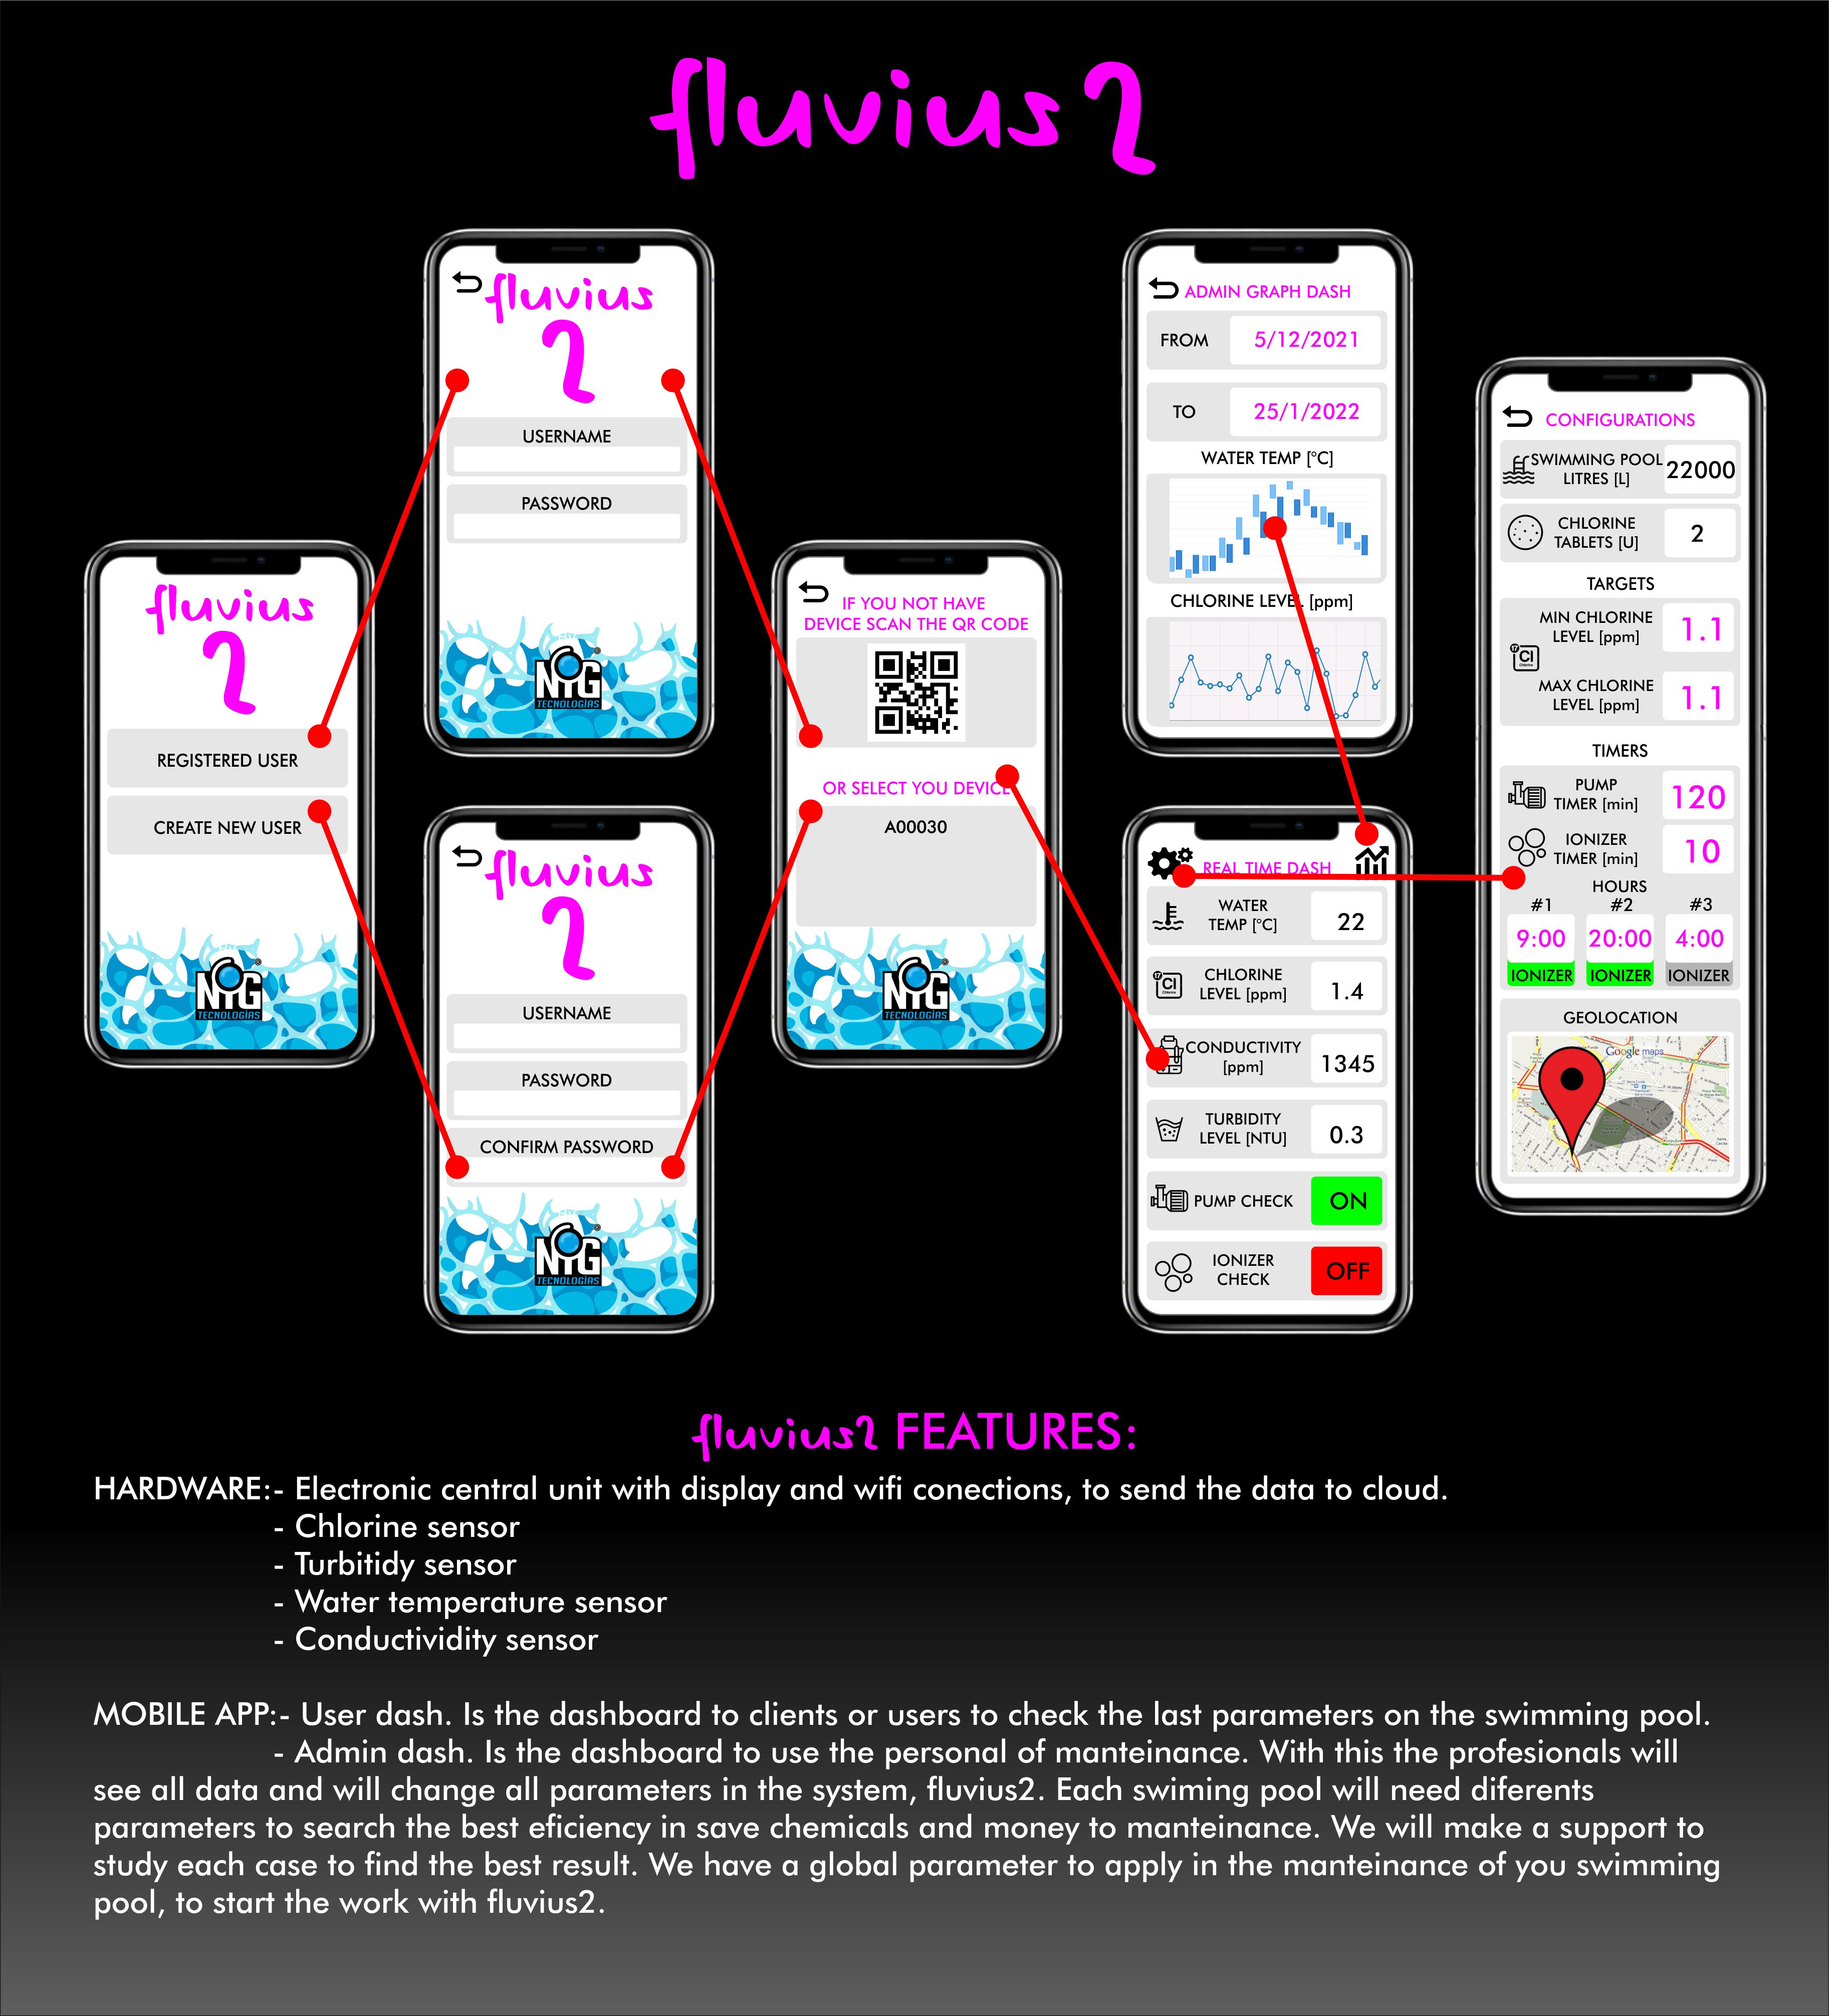 fluvius2
fluvius
2
REGISTERED USER
CREATE NEW USER
NTG
TECNOLOGÍAS
fluvius
2
USERNAME
PASSWORD
By
NTG
TECNOLOGÍAS
fluvius
2
USERNAME
PASSWORD
CONFIRM PASSWORD
NTG
TECNOLOGÍAS
IF YOU NOT HAVE
DEVICE SCAN THE QR CODE
OR SELECT YOU DEVICE
A00030
NTG
TECNOLOGÍAS
ADMIN GRAPH DASH
FROM 5/12/2021
TO 25/1/2022
WATER TEMP [°C]
CHLORINE LEVEL [ppm]
REAL TIME DASH
WATER
TEMP [°C] 22
CHLORINE
LEVEL [ppm] 1.4
17
Cl
Chlorine
CONDUCTIVITY
[ppm] 1345
TURBIDITY
LEVEL [NTU] 0.3
PUMP CHECK ON
IONIZER
CHECK OFF
CONFIGURATIONS
SWIMMING POOL
LITRES [L] 22000
CHLORINE
TABLETS [U] 2
TARGETS
MIN CHLORINE
LEVEL [ppm] 1.1
17
Cl
Chlorine
MAX CHLORINE
LEVEL [ppm] 1.1
TIMERS
PUMP
TIMER [min] 120
IONIZER
TIMER [min] 10
HOURS
#1 #2 #3
9:00 20:00 4:00
IONIZER IONIZER IONIZER
GEOLOCATION
Google maps
fluvius2 FEATURES:
HARDWARE:- Electronic central unit with display and wifi conections, to send the data to cloud.
- Chlorine sensor
- Turbitidy sensor
- Water temperature sensor
- Conductividity sensor
MOBILE APP:- User dash. Is the dashboard to clients or users to check the last parameters on the swimming pool.
- Admin dash. Is the dashboard to use the personal of manteinance. With this the profesionals will
see all data and will change all parameters in the system, fluvius2. Each swiming pool will need diferents
parameters to search the best eficiency in save chemicals and money to manteinance. We will make a support to
study each case to find the best result. We have a global parameter to apply in the manteinance of you swimming
pool, to start the work with fluvius2.